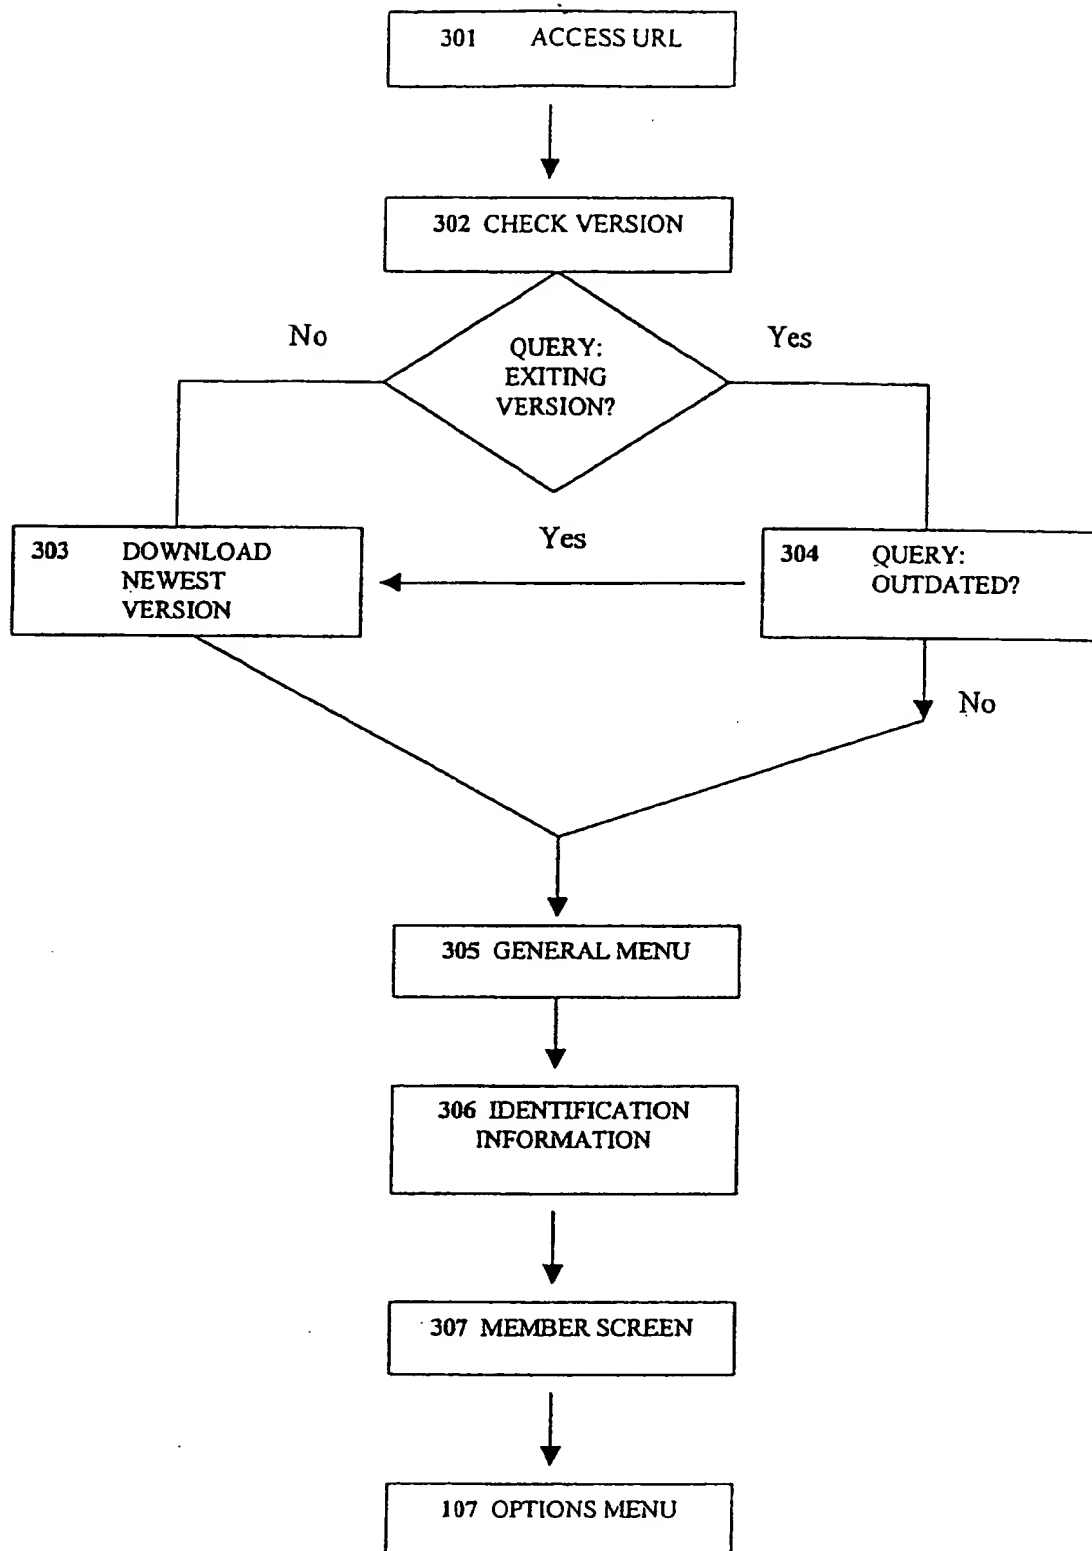 301 ACCESS URL
302 CHECK VERSION
No
Yes
QUERY:
EXITING
VERSION?
303 DOWNLOAD
NEWEST
VERSION
Yes
304 QUERY:
OUTDATED?
No
305 GENERAL MENU
306 IDENTIFICATION
INFORMATION
307 MEMBER SCREEN
107 OPTIONS MENU